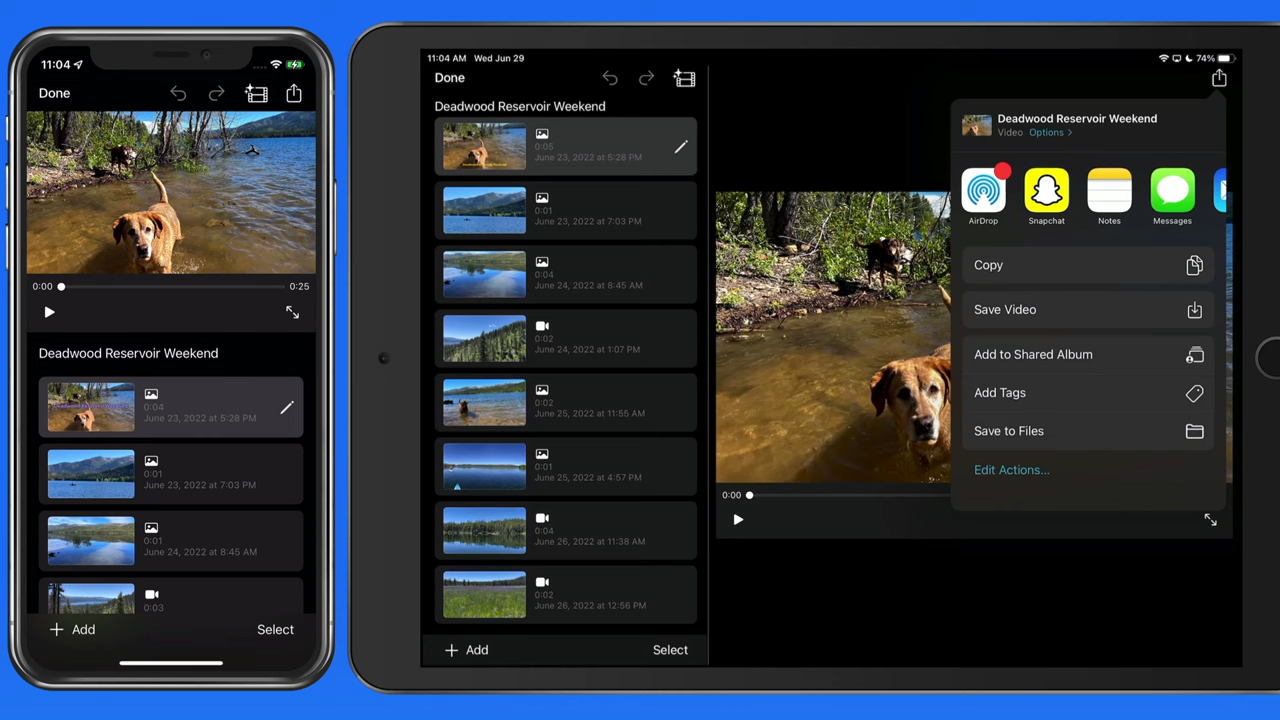 11:04
Done
0:00
0:25
Deadwood Reservoir Weekend
0:04
June 23, 2022 at 5:28 PM
0:01
June 23, 2022 at 7:03 PM
0:01
June 24, 2022 at 8:45 AM
0:03
+ Add
Select
11:04 AM Wed Jun 29
74%
Done
Deadwood Reservoir Weekend
0:05
June 23, 2022 at 5:28 PM
0:01
June 23, 2022 at 7:03 PM
0:04
June 24, 2022 at 8:45 AM
0:02
June 24, 2022 at 1:07 PM
0:02
June 25, 2022 at 11:55 AM
0:01
June 25, 2022 at 4:57 PM
0:04
June 26, 2022 at 11:38 AM
0:02
June 26, 2022 at 12:56 PM
+ Add
Select
Deadwood Reservoir Weekend
Video Options >
AirDrop
Snapchat
Notes
Messages
Copy
Save Video
Add to Shared Album
Add Tags
Save to Files
Edit Actions...
0:00